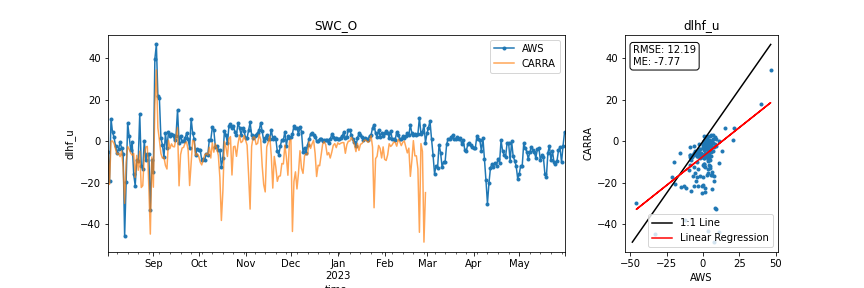 SWC_O
dlhf_u
40
20
0
−20
−40
AWS
CARRA
dlhf_u
Sep
Oct
Nov
Dec
Jan
2023
Feb
Mar
Apr
May
dlhf_u
RMSE: 12.19
ME: -7.77
40
20
0
−20
−40
CARRA
1:1 Line
Linear Regression
−50
−25
0
25
50
AWS